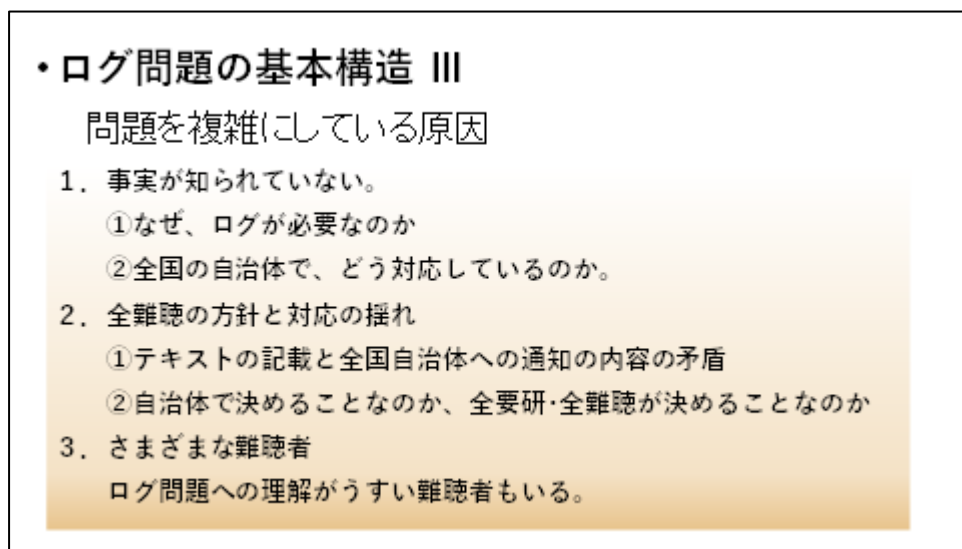 ・ログ問題の基本構造 Ⅲ
問題を複雑にしている原因
１．事実が知られていない。
①なぜ、ログが必要なのか
②全国の自治体で、どう対応しているのか。
２．全難聴の方針と対応の揺れ
①テキストの記載と全国自治体への通知の内容の矛盾
②自治体で決めることなのか、全要研・全難聴が決めることなのか
３．さまざまな難聴者
ログ問題への理解がうすい難聴者もいる。